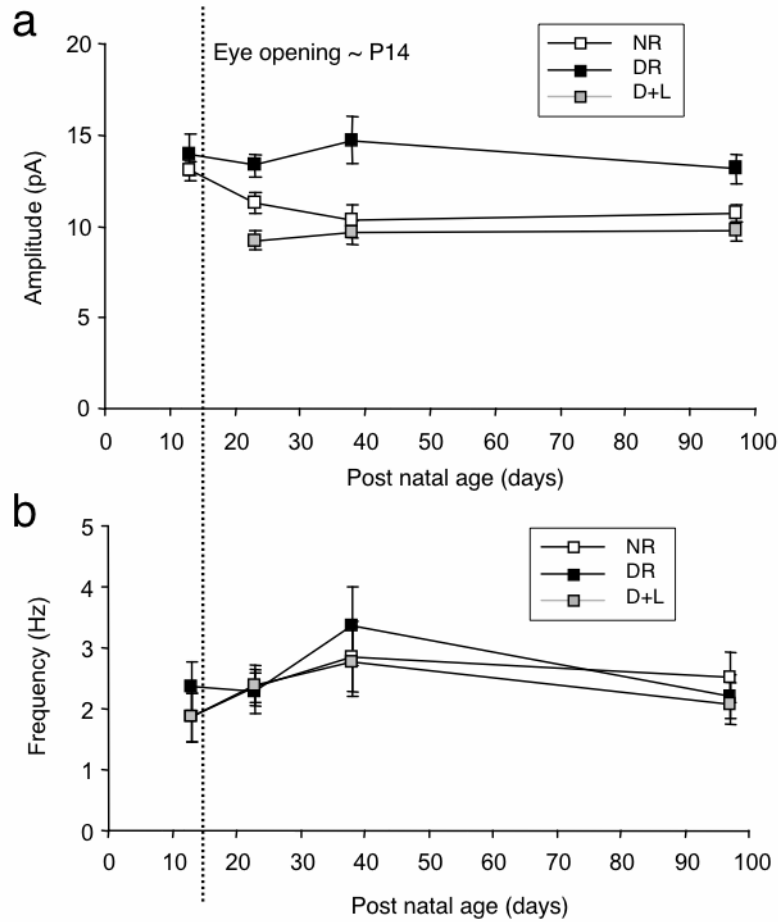 a
20
15
10
5
0
Amplitude (pA)
Eye opening ~ P14
NR
DR
D+L
0 10 20 30 40 50 60 70 80 90 100
Post natal age (days)
b
5
4
3
2
1
0
Frequency (Hz)
NR
DR
D+L
0 10 20 30 40 50 60 70 80 90 100
Post natal age (days)